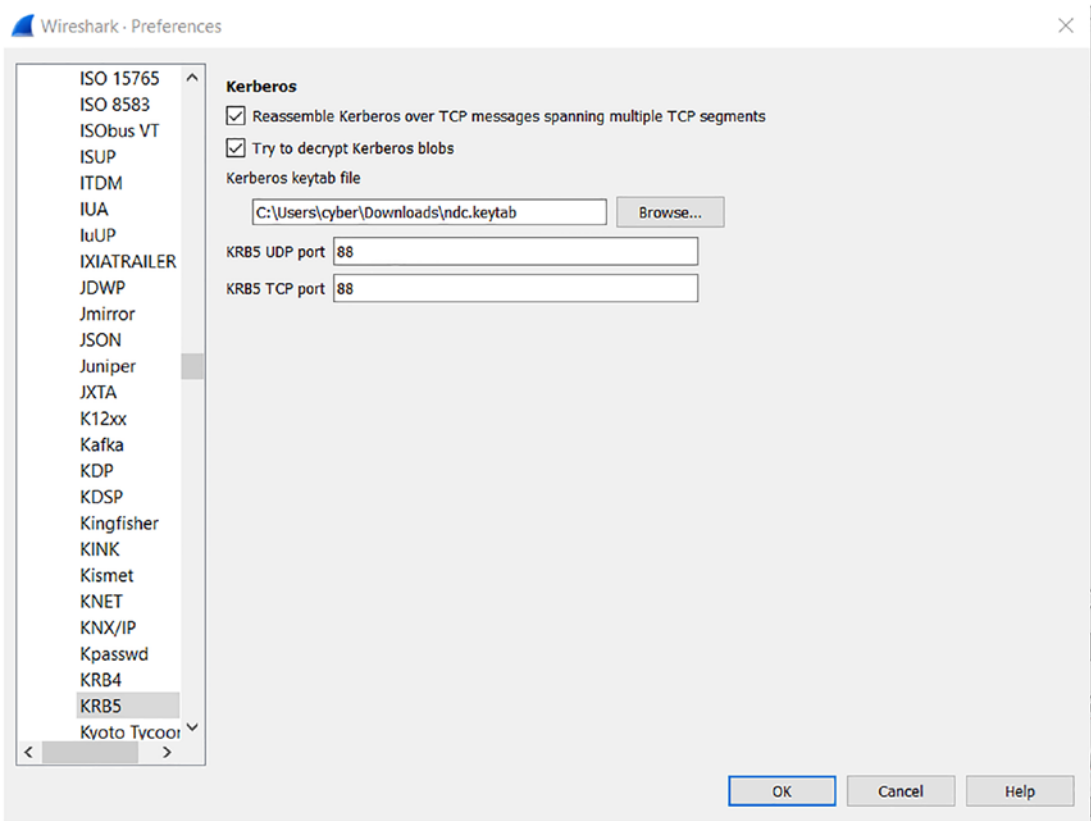 Wireshark · Preferences
ISO 15765
ISO 8583
ISObus VT
ISUP
ITDM
IUA
IuUP
IXIATRAILER
JDWP
Jmirror
JSON
Juniper
JXTA
K12xx
Kafka
KDP
KDSP
Kingfisher
KINK
Kismet
KNET
KNX/IP
Kpasswd
KRB4
KRB5
Kyoto Tycoor
Kerberos
Reassemble Kerberos over TCP messages spanning multiple TCP segments
Try to decrypt Kerberos blobs
Kerberos keytab file
C:\Users\cyber\Downloads\ndc.keytab Browse...
KRB5 UDP port 88
KRB5 TCP port 88
OK Cancel Help